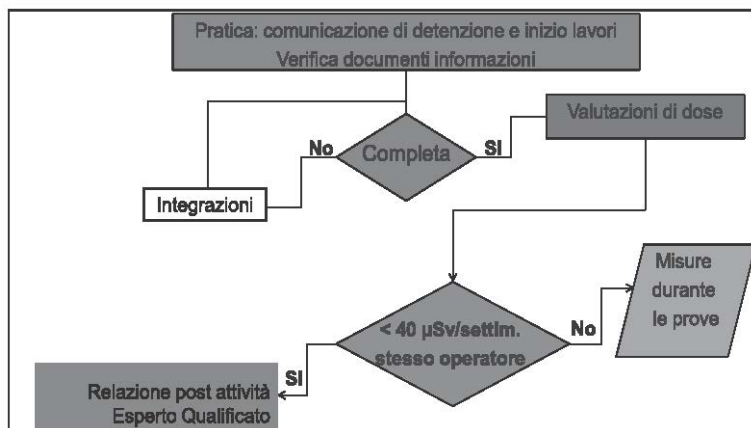 Pratica: comunicazione di detenzione e inizio lavori
Verifica documenti informazioni
Valutazioni di dose
No
Completa
SI
Integrazioni
Misure
durante
le prove
< 40 µSv/settim.
stesso operatore
No
SI
Relazione post attività
Esperto Qualificato